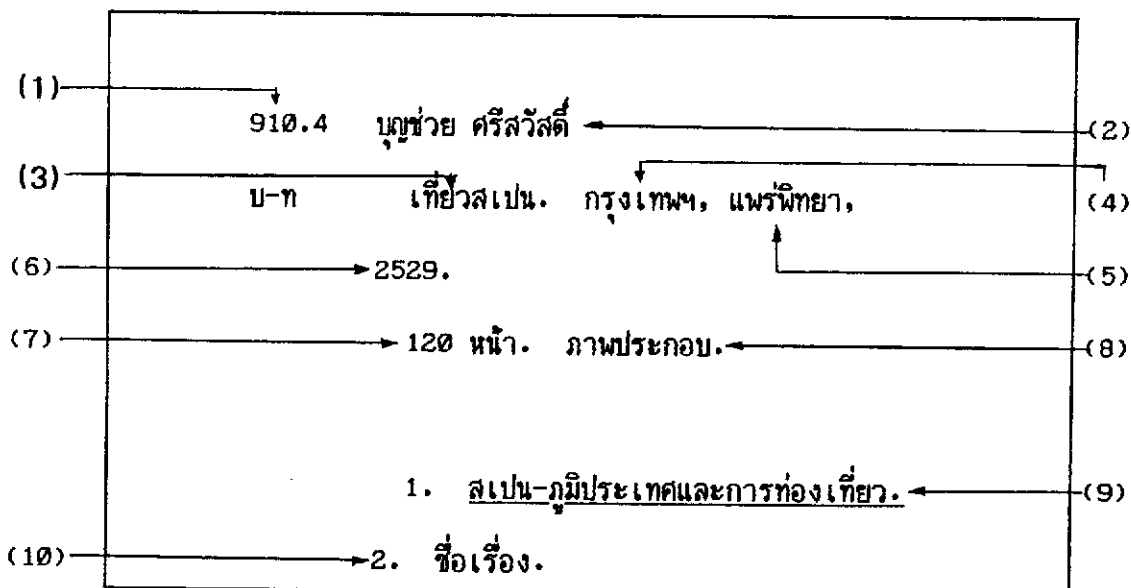 (1)
910.4 บุญช่วย ศรีสวัสดิ์ (2)
(3)
บ-ท เที่ยวสเปน. กรุงเทพฯ, แพร่พิทยา, (4)
(6) 2529. (5)
(7) 120 หน้า. ภาพประกอบ. (8)
1. สเปน-ภูมิประเทศและการท่องเที่ยว. (9)
(10) 2. ชื่อเรื่อง.